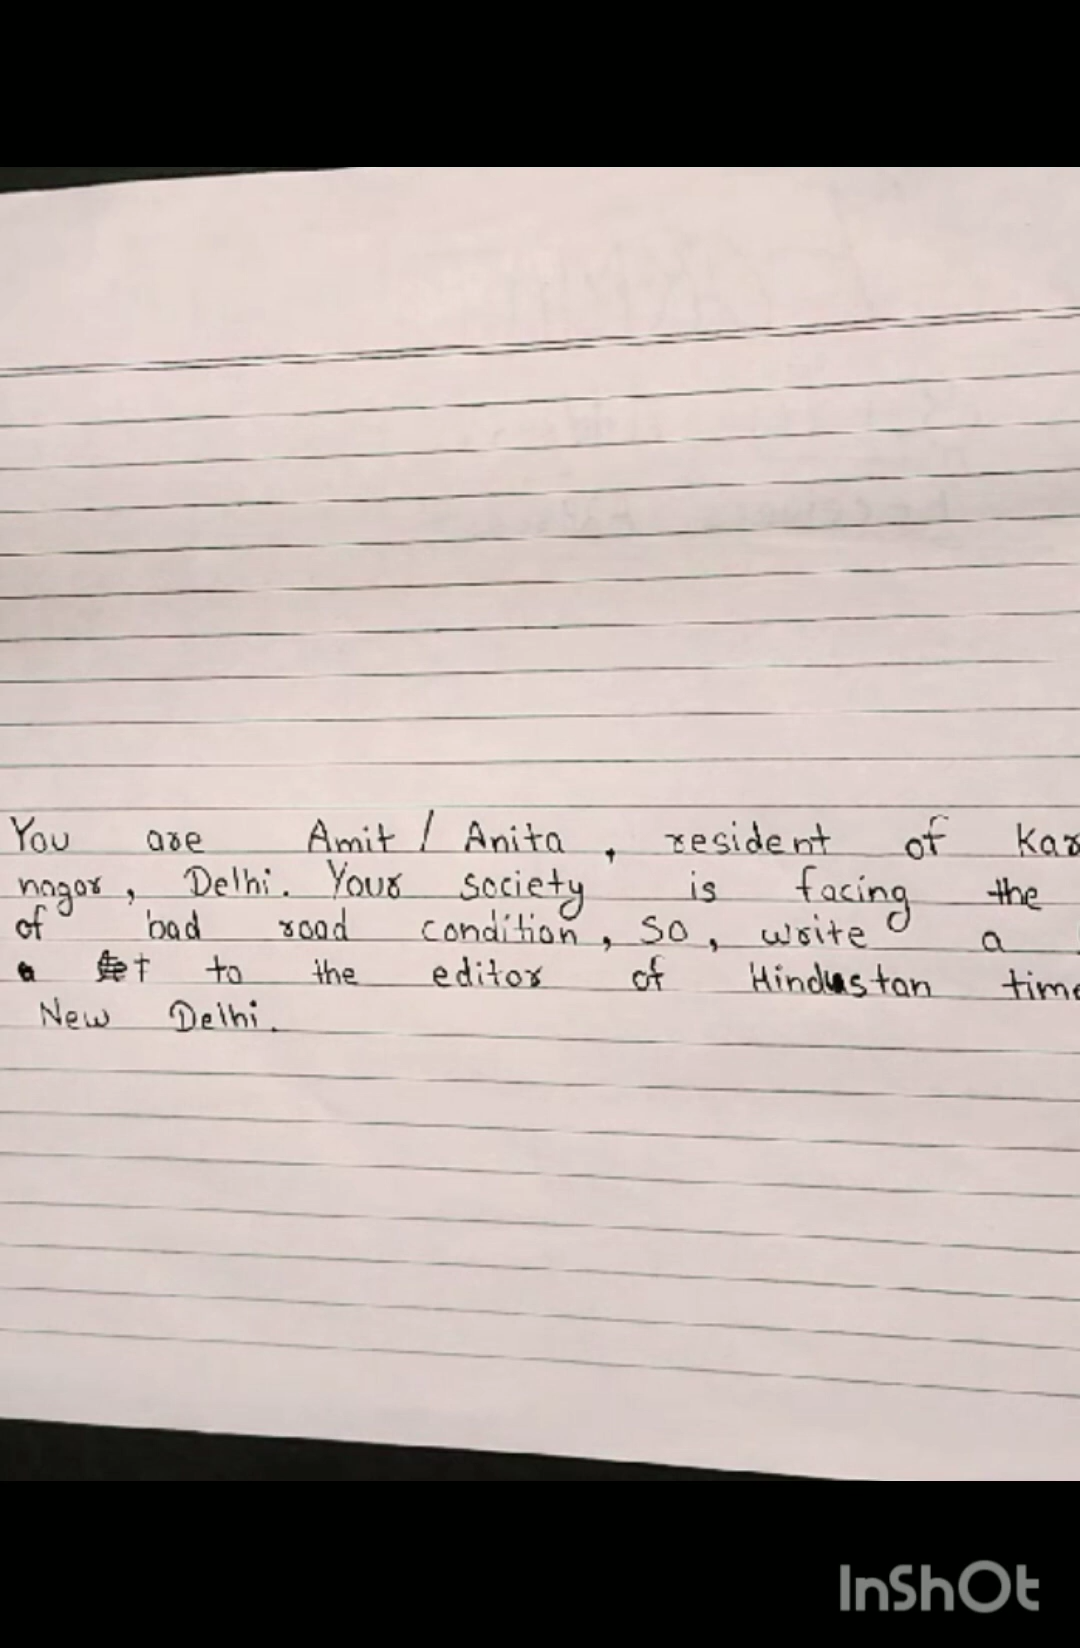 You are Amit / Anita, resident of Kar
nagar, Delhi. Your society is facing the
of bad road condition, so, write a
to the editor of Hindustan time
New Delhi.
InShOt